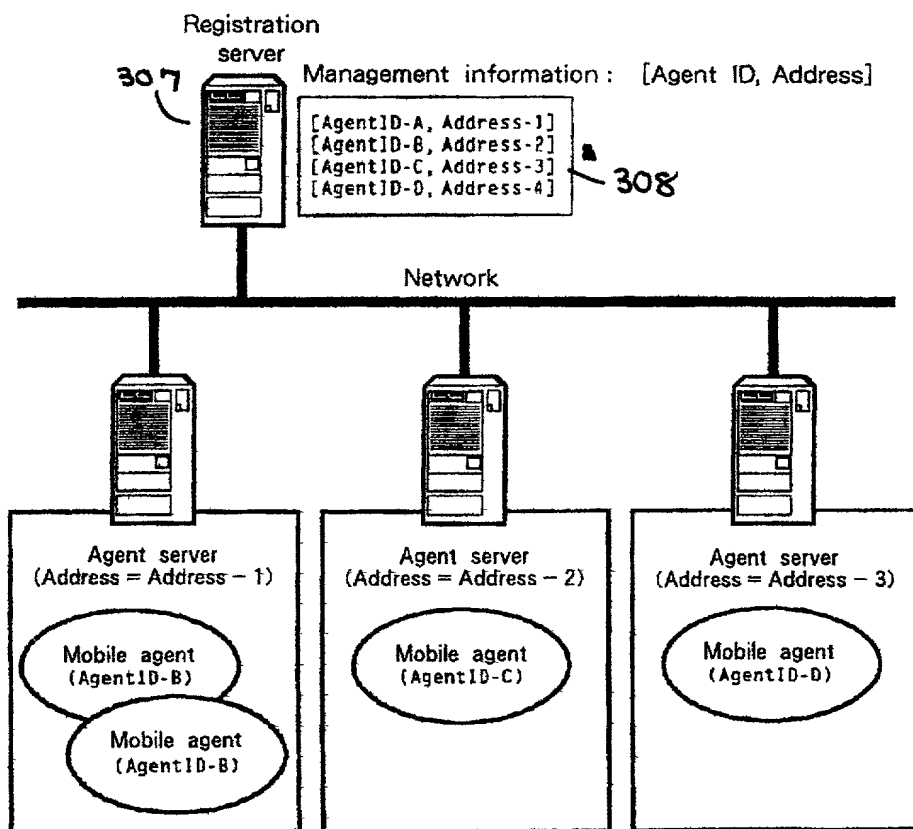 Registration
server
307
Management information : [Agent ID, Address]
[AgentID-A, Address-1]
[AgentID-B, Address-2]
[AgentID-C, Address-3]
[AgentID-D, Address-4]
308
Network
Agent server
(Address = Address - 1)
Mobile agent
(AgentID-B)
Mobile agent
(AgentID-B)
Agent server
(Address = Address - 2)
Mobile agent
(AgentID-C)
Agent server
(Address = Address - 3)
Mobile agent
(AgentID-D)